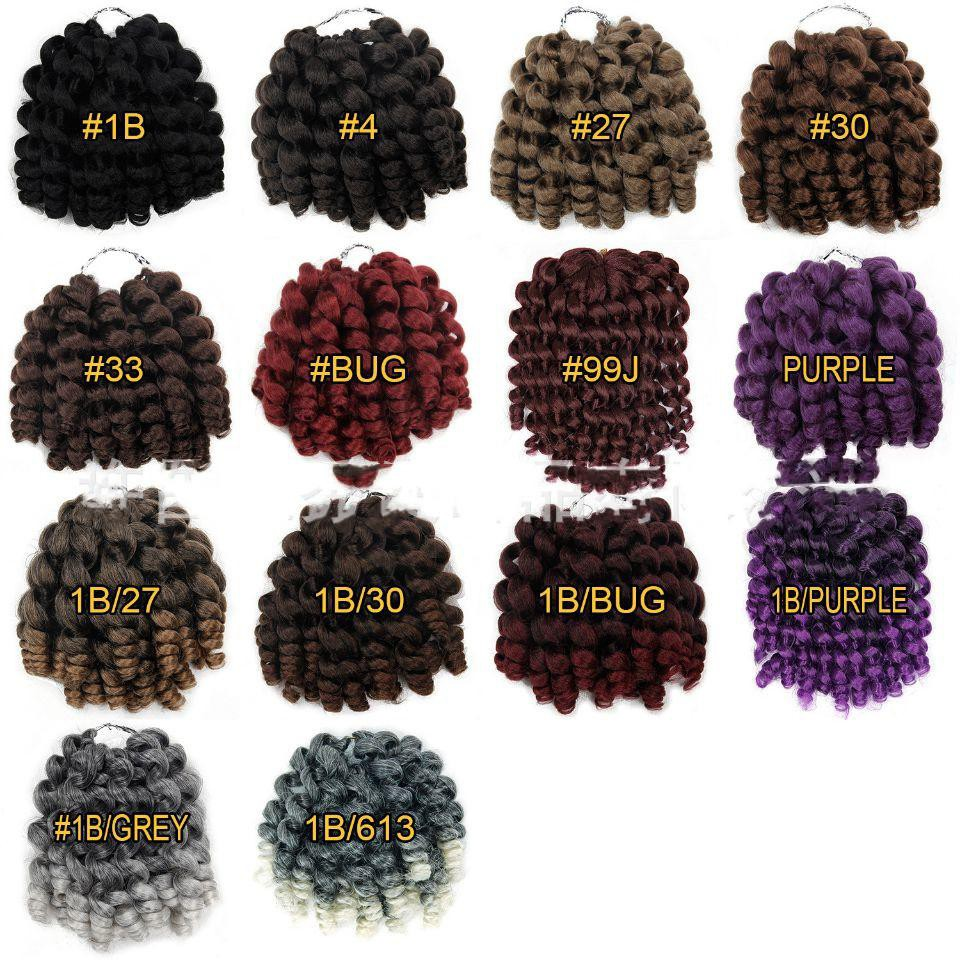 #1B
#4
#27
#30
#33
#BUG
#99J
PURPLE
1B/27
1B/30
1B/BUG
1B/PURPLE
#1B/GREY
1B/613